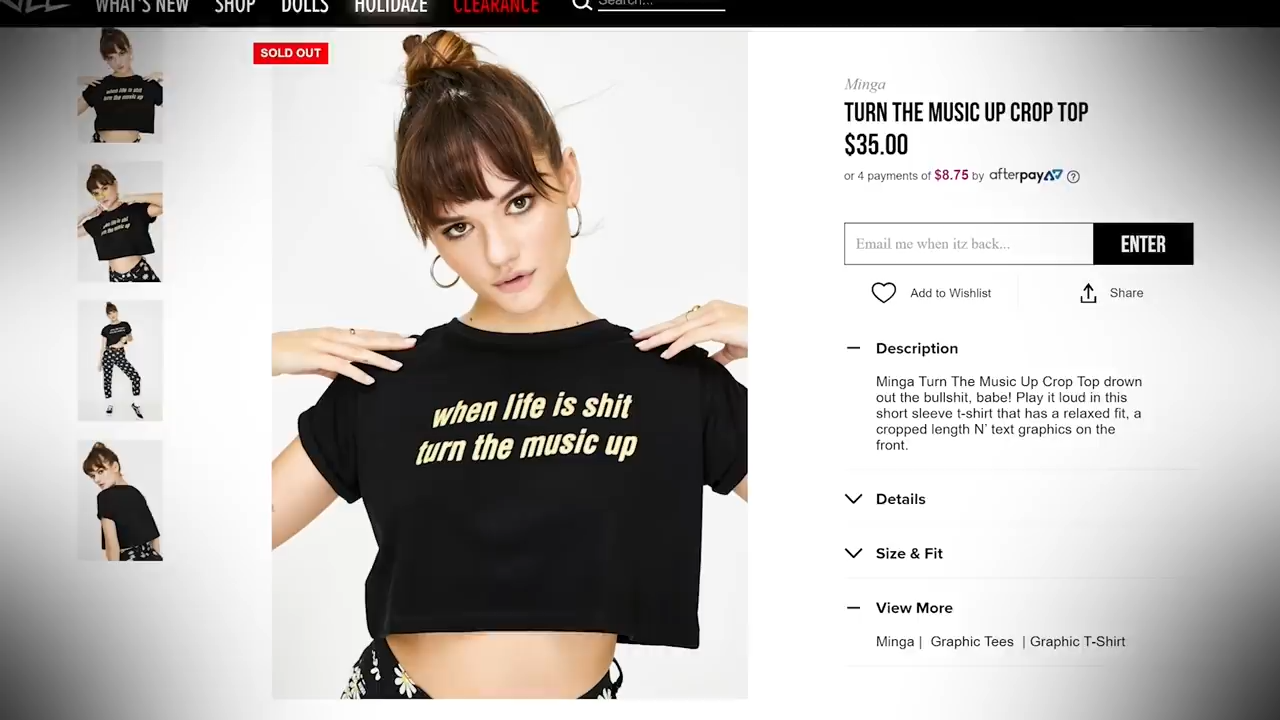 WHAT'S NEW SHOP DOLLS HOLIDAZE CLEARANCE Search...
SOLD OUT
Minga
TURN THE MUSIC UP CROP TOP
$35.00
or 4 payments of $8.75 by afterpay ?
Email me when itz back... ENTER
Add to Wishlist Share
when life is shit
turn the music up
Description
Minga Turn The Music Up Crop Top drown
out the bullshit, babe! Play it loud in this
short sleeve t-shirt that has a relaxed fit, a
cropped length N' text graphics on the
front.
Details
Size & Fit
View More
Minga | Graphic Tees | Graphic T-Shirt